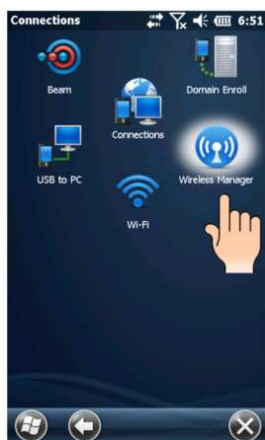 Connections 6:51
Beam
Domain Enroll
Connections
USB to PC
Wireless Manager
Wi-Fi